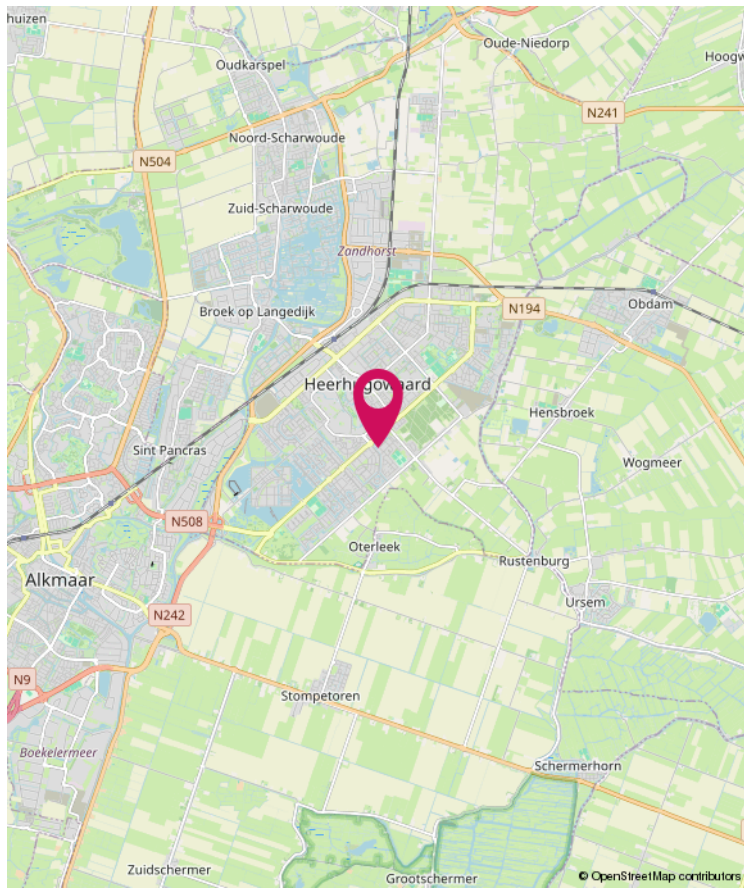 huizen
Oude-Niedorp
Hoogw
Oudkarspel
N241
Noord-Scharwoude
N504
Zuid-Scharwoude
Zandhorst
Obdam
N194
Broek op Langedijk
Heerhugowaard
Hensbroek
Sint Pancras
Wogmeer
N508
Oterleek
Rustenburg
Alkmaar
Ursem
N242
N9
Stompetoren
Boekelermeer
Schermerhorn
Zuidschermer
Grootschermer
© OpenStreetMap contributors